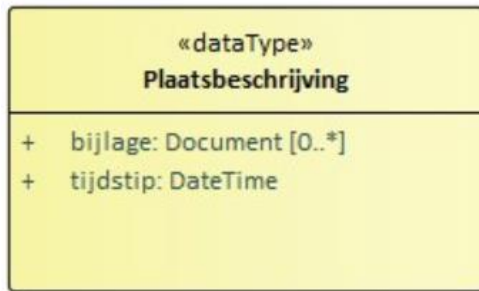 «dataType»
Plaatsbeschrijving
+ bijlage: Document [0..*]
+ tijdstip: DateTime